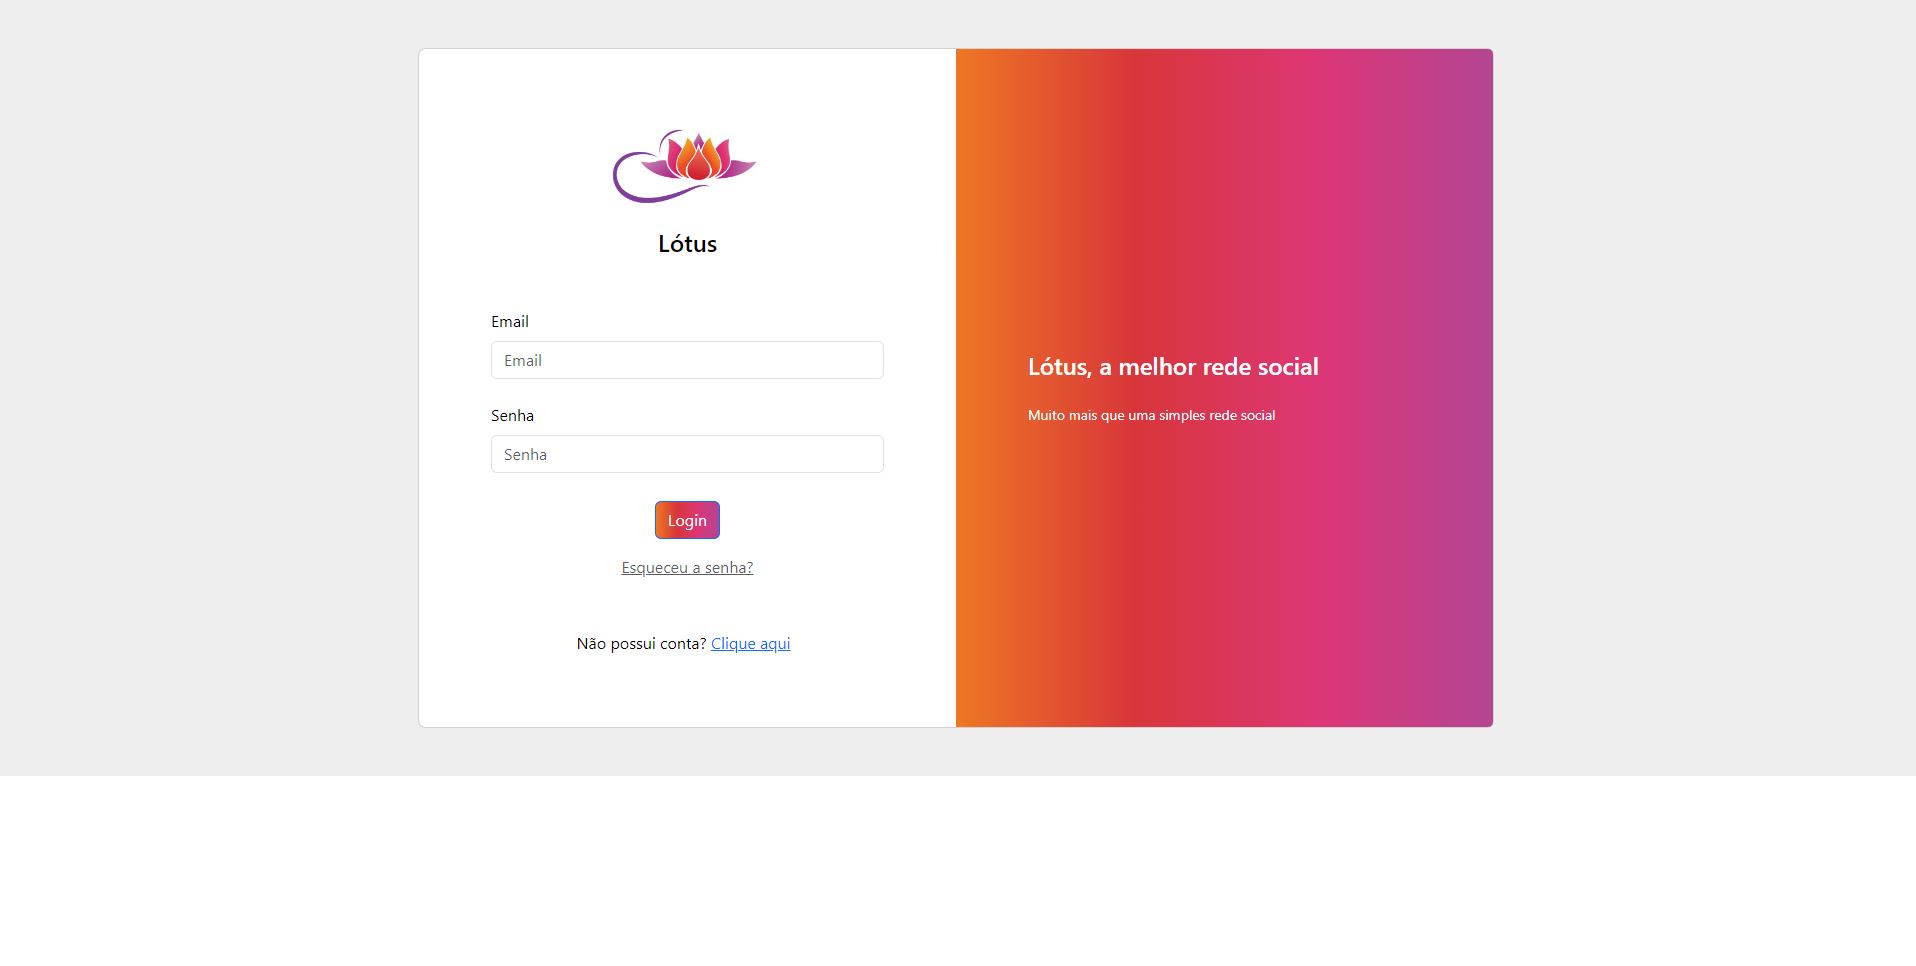 Lótus
Email
Email
Senha
Senha
Login
Esqueceu a senha?
Não possui conta? Clique aqui
Lótus, a melhor rede social
Muito mais que uma simples rede social